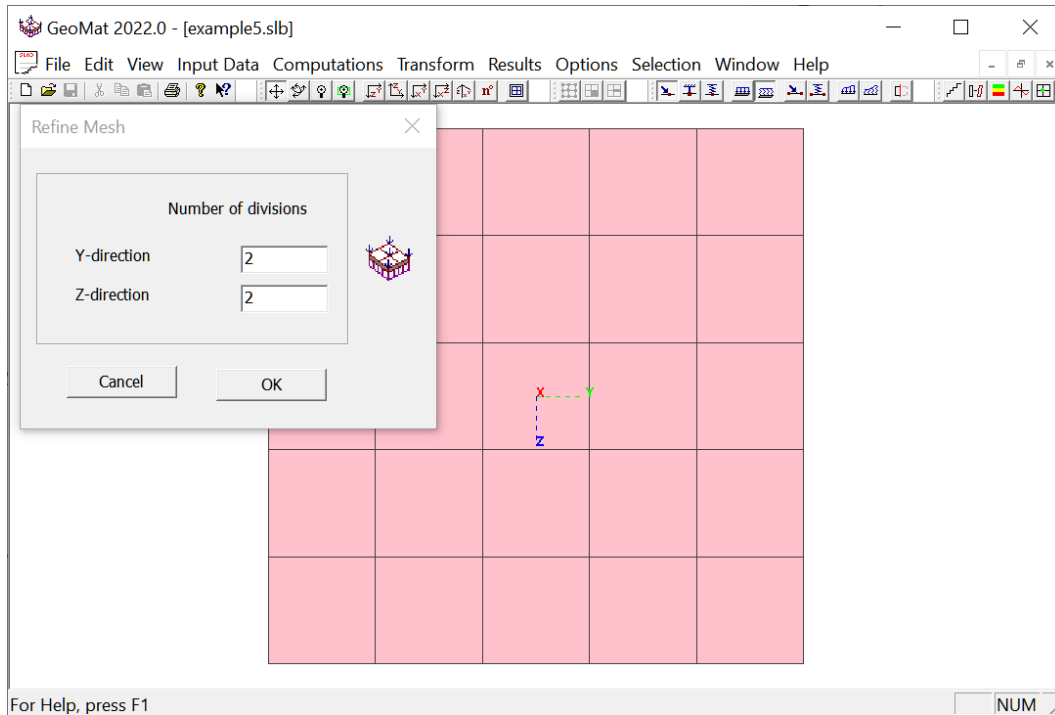 GeoMat 2022.0 - [example5.slb]
File Edit View Input Data Computations Transform Results Options Selection Window Help
n°
Refine Mesh
Number of divisions
Y-direction 2
Z-direction 2
Cancel OK
X Y
Z
For Help, press F1 NUM